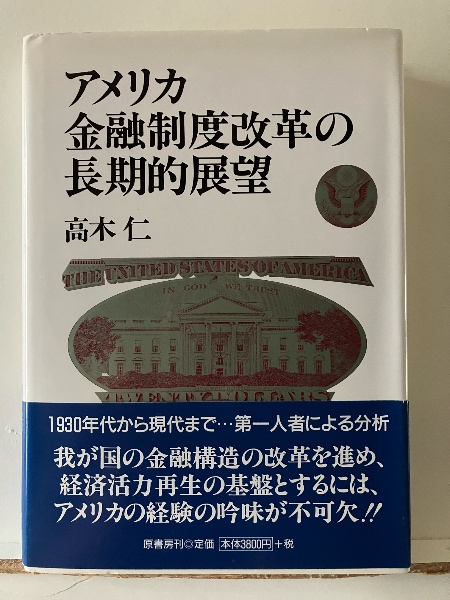 アメリカ
金融制度改革の
長期的展望
高木 仁
THE UNITED STATES OF AMERICA
IN GOD WE TRUST
TWENTY DOLLARS
1930年代から現代まで…第一人者による分析
我が国の金融構造の改革を進め、
経済活力再生の基盤とするには、
アメリカの経験の吟味が不可欠!!
原書房刊◎定価 本体3800円+税